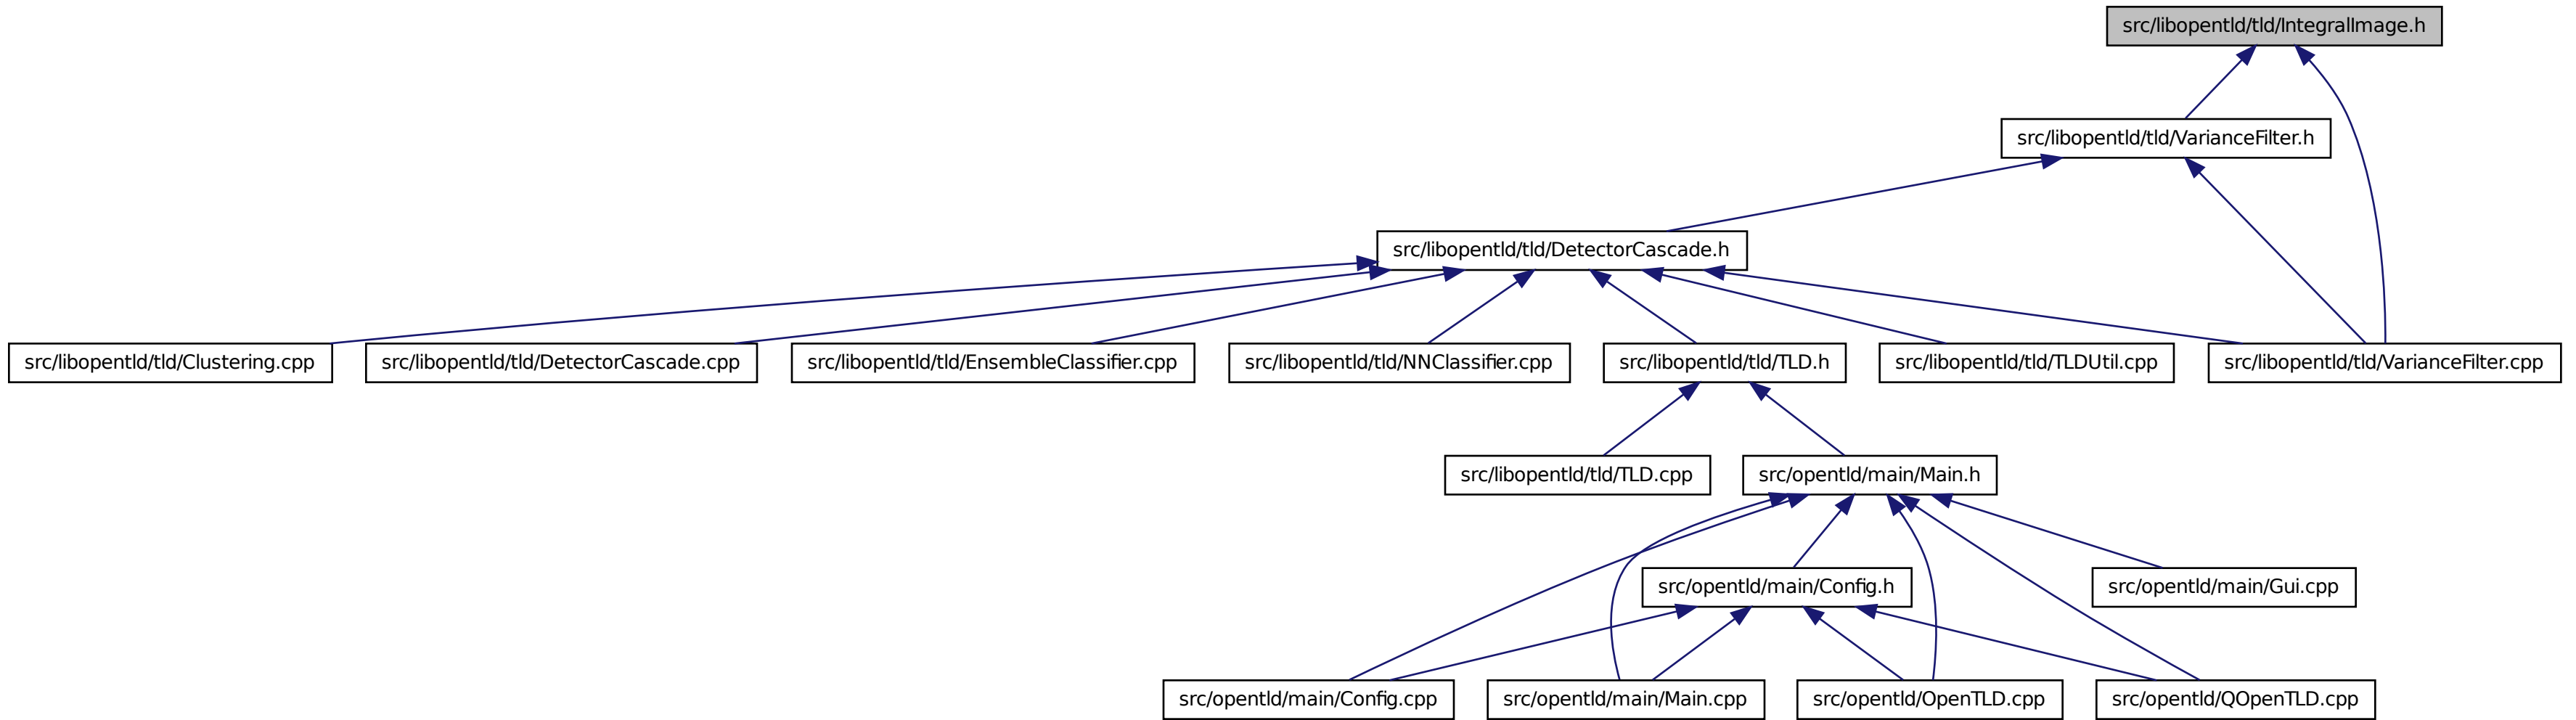 src/libopentld/tld/IntegralImage.h
src/libopentld/tld/VarianceFilter.h
src/libopentld/tld/DetectorCascade.h
src/libopentld/tld/Clustering.cpp
src/libopentld/tld/DetectorCascade.cpp
src/libopentld/tld/EnsembleClassifier.cpp
src/libopentld/tld/NNClassifier.cpp
src/libopentld/tld/TLD.h
src/libopentld/tld/TLDUtil.cpp
src/libopentld/tld/VarianceFilter.cpp
src/libopentld/tld/TLD.cpp
src/opentld/main/Main.h
src/opentld/main/Config.h
src/opentld/main/Gui.cpp
src/opentld/main/Config.cpp
src/opentld/main/Main.cpp
src/opentld/OpenTLD.cpp
src/opentld/QOpenTLD.cpp